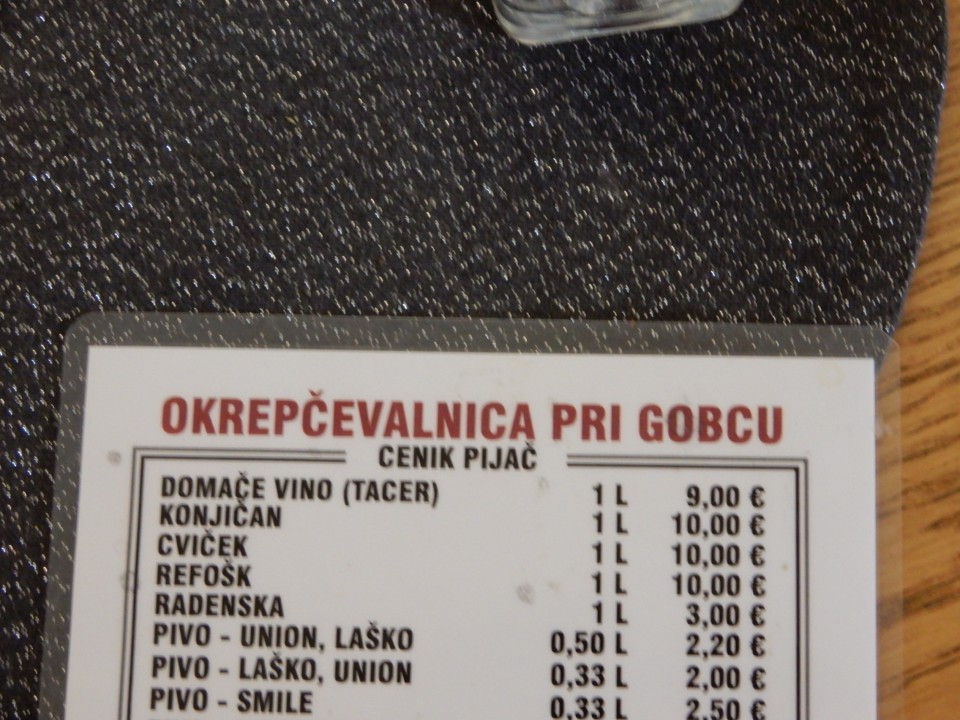 OKREPČEVALNICA PRI GOBCU
CENIK PIJAČ
DOMAČE VINO (TACER) 1 L 9,00 €
KONJIČAN 1 L 10,00 €
CVIČEK 1 L 10,00 €
REFOŠK 1 L 10,00 €
RADENSKA 1 L 3,00 €
PIVO - UNION, LAŠKO 0,50 L 2,20 €
PIVO - LAŠKO, UNION 0,33 L 2,00 €
PIVO - SMILE 0,33 L 2,50 €